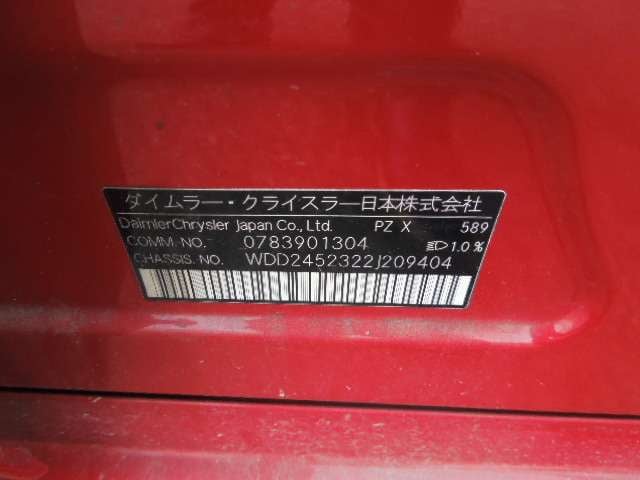 ダイムラー・クライスラー日本株式会社
DaimlerChrysler Japan Co., Ltd. PZ X 589
COMM. NO. 0783901304 1.0%
CHASSIS. NO. WDD2452322J209404